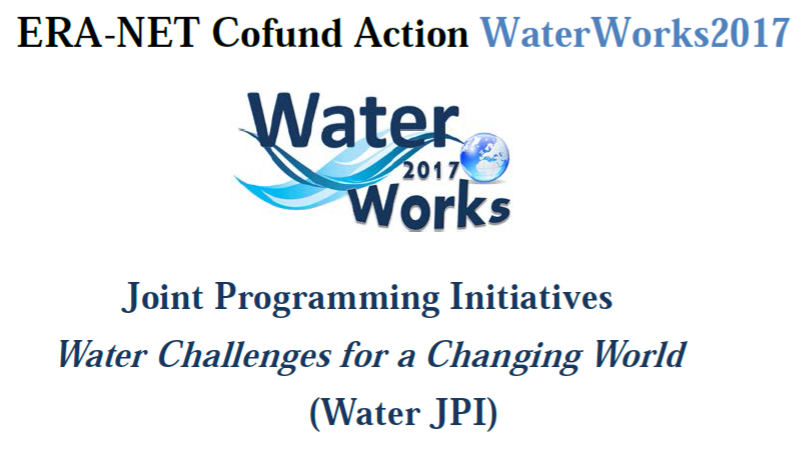 ERA-NET Cofund Action WaterWorks2017
Water
2017
Works
Joint Programming Initiatives
Water Challenges for a Changing World
(Water JPI)